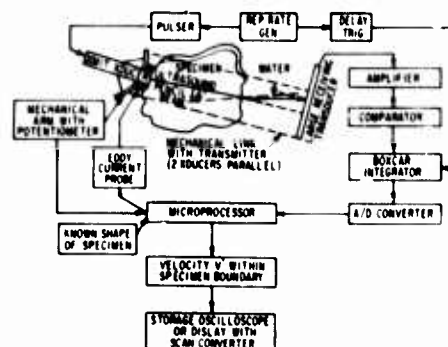 PULSER
REP RATE
GEN
DELAY
TRIG
SPECIMEN
WATER
AMPLIFIER
MECHANICAL
ARM WITH
POTENTIOMETER
COMPARATOR
MECHANICAL LINK
WITH TRANSMITTER
(2 XDUCERS PARALLEL)
EDDY
CURRENT
PROBE
BOXCAR
INTEGRATOR
MICROPROCESSOR
A/D CONVERTER
KNOWN SHAPE
OF SPECIMEN
VELOCITY V WITHIN
SPECIMEN BOUNDARY
STORAGE OSCILLOSCOPE
OR DISLAY WITH
SCAN CONVERTER